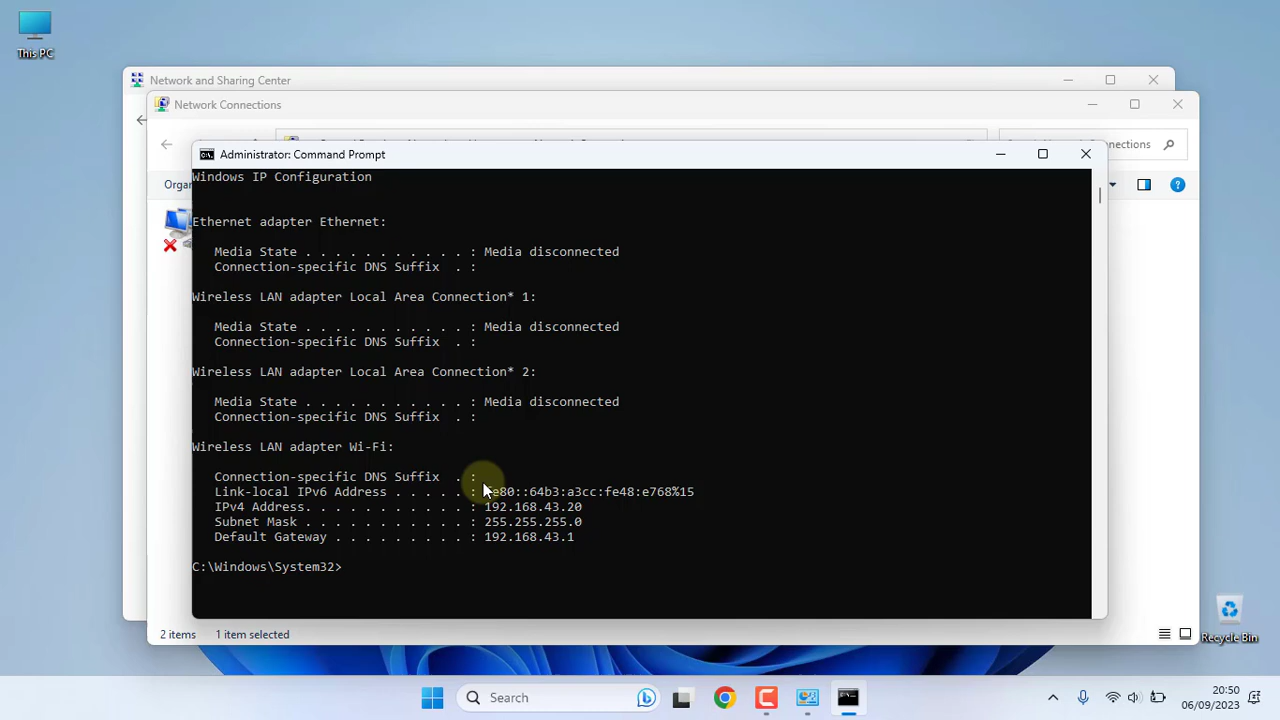 This PC
Network and Sharing Center
Network Connections
nnections
Organ
Administrator: Command Prompt
Windows IP Configuration
Ethernet adapter Ethernet:
Media State . . . . . . . . . . . : Media disconnected
Connection-specific DNS Suffix  . :
Wireless LAN adapter Local Area Connection* 1:
Media State . . . . . . . . . . . : Media disconnected
Connection-specific DNS Suffix  . :
Wireless LAN adapter Local Area Connection* 2:
Media State . . . . . . . . . . . : Media disconnected
Connection-specific DNS Suffix  . :
Wireless LAN adapter Wi-Fi:
Connection-specific DNS Suffix  . :
Link-local IPv6 Address . . . . . : fe80::64b3:a3cc:fe48:e768%15
IPv4 Address. . . . . . . . . . . : 192.168.43.20
Subnet Mask . . . . . . . . . . . : 255.255.255.0
Default Gateway . . . . . . . . . : 192.168.43.1
C:\Windows\System32>
2 items 1 item selected
Recycle Bin
Search
20:50
06/09/2023